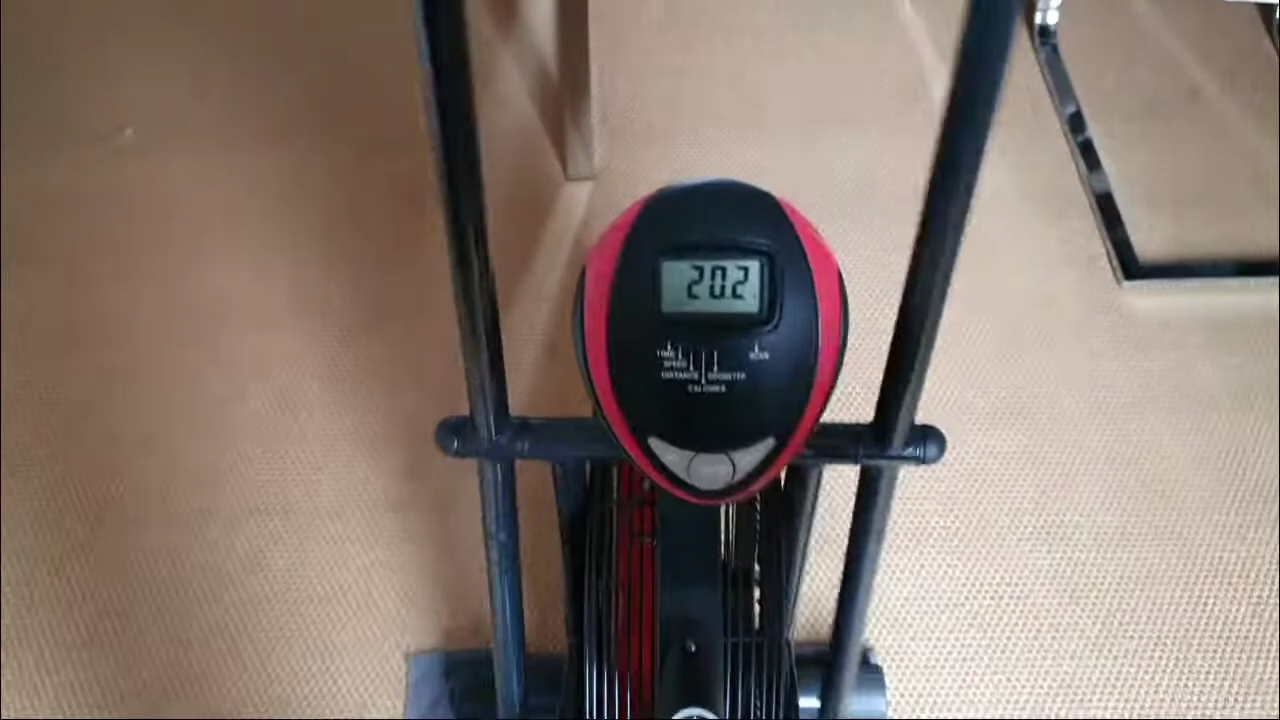 20.2
TIME SCAN
SPEED
DISTANCE ODOMETER
CALORIES